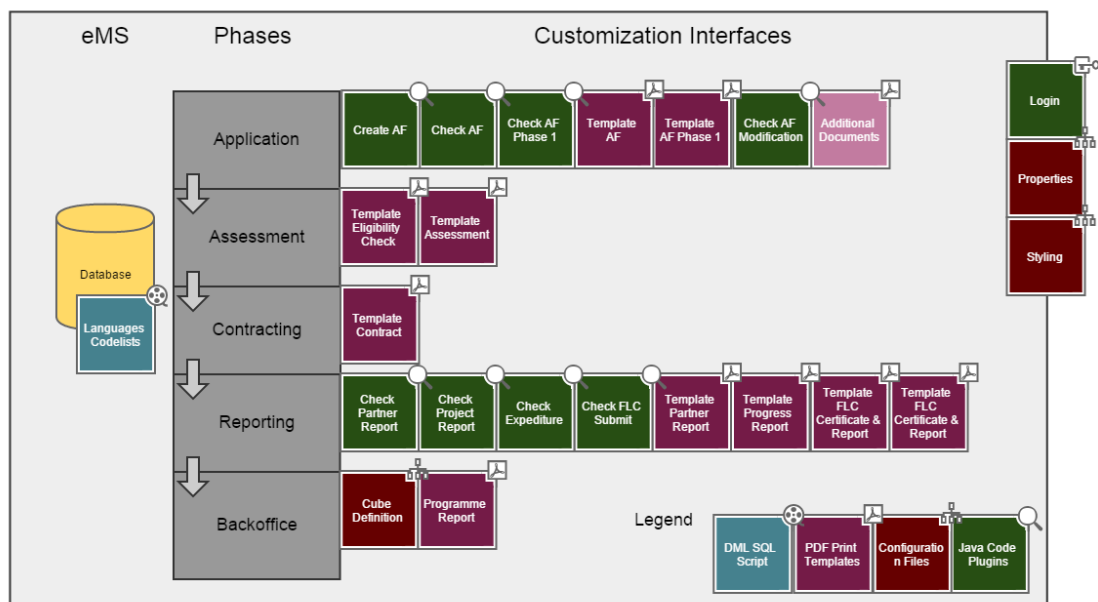 eMS
Phases
Customization Interfaces
Application
Create AF
Check AF
Check AF
Phase 1
Template
AF
Template
AF Phase 1
Check AF
Modification
Additional
Documents
Login
Properties
Styling
Assessment
Template
Eligibility
Check
Template
Assessment
Database
Languages
Codelists
Contracting
Template
Contract
Reporting
Check
Partner
Report
Check
Project
Report
Check
Expediture
Check FLC
Submit
Template
Partner
Report
Template
Progress
Report
Template FLC
Certificate &
Report
Template FLC
Certificate &
Report
Backoffice
Cube
Definition
Programme
Report
Legend
DML SQL
Script
PDF Print
Templates
Configuratio
n Files
Java Code
Plugins